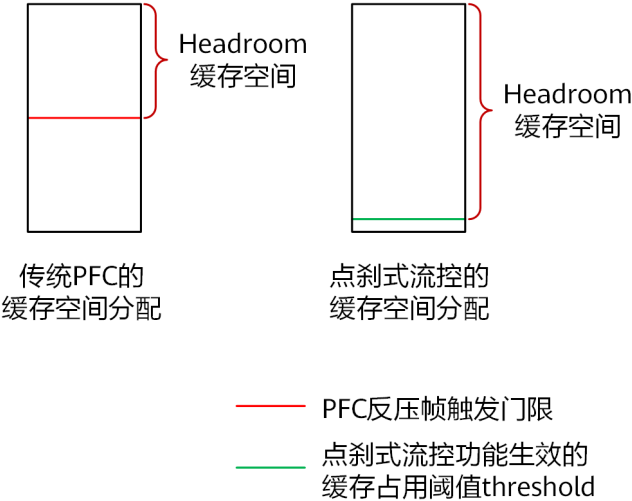 Headroom
缓存空间
Headroom
缓存空间
传统PFC的
缓存空间分配
点刹式流控的
缓存空间分配
PFC反压帧触发门限
点刹式流控功能生效的
缓存占用阈值threshold